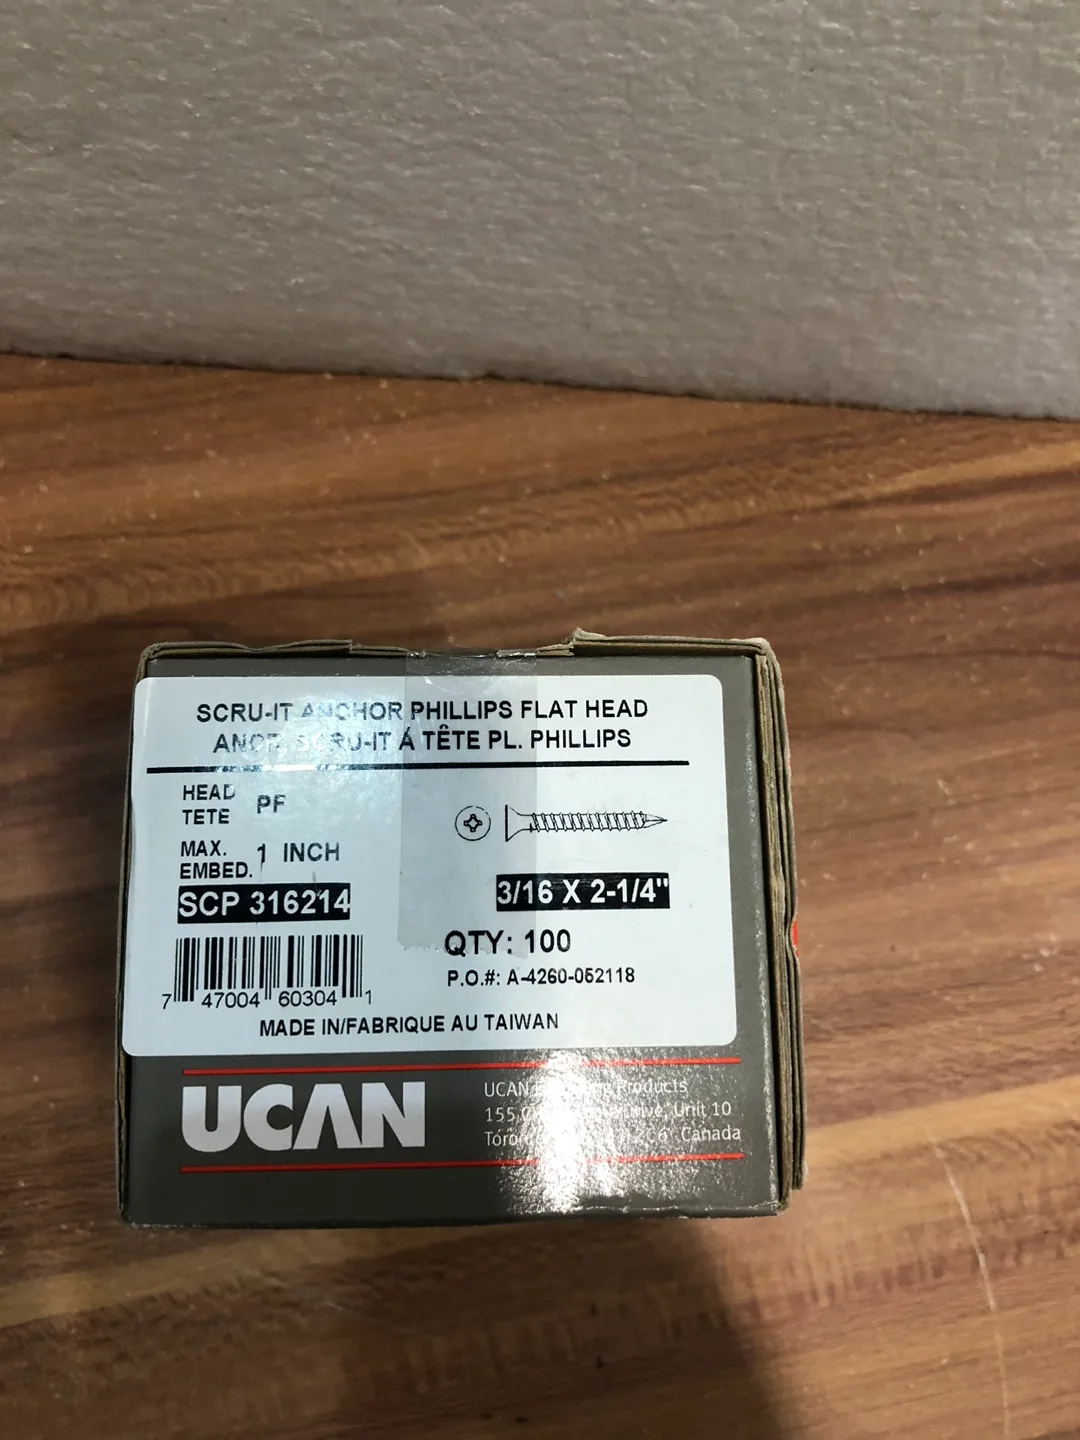 SCRU-IT ANCHOR PHILLIPS FLAT HEAD
ANCR. SCRU-IT Á TÊTE PL. PHILLIPS
HEAD
TETE
PF
MAX.
EMBED.
1 INCH
SCP 316214
3/16 X 2-1/4"
QTY: 100
P.O.#: A-4260-052118
7 47004 60304 1
MADE IN/FABRIQUE AU TAIWAN
UCAN
UCAN Products
155 Drive, Unit 10
Canada